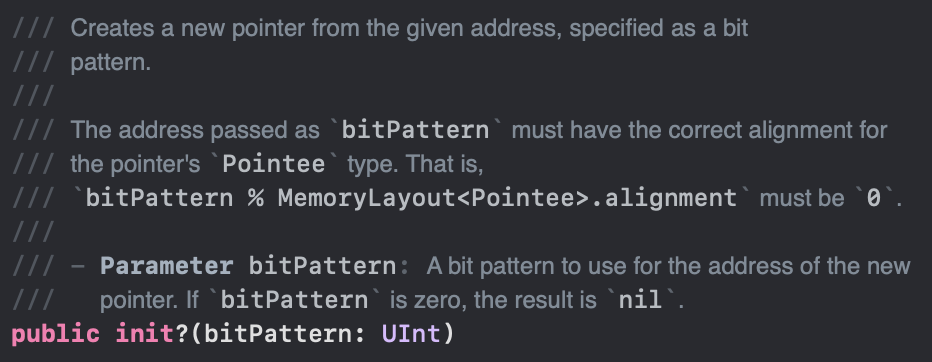 /// Creates a new pointer from the given address, specified as a bit
/// pattern.
///
/// The address passed as `bitPattern` must have the correct alignment for
/// the pointer's `Pointee` type. That is,
/// `bitPattern % MemoryLayout<Pointee>.alignment` must be `0`.
///
/// - Parameter bitPattern: A bit pattern to use for the address of the new
///   pointer. If `bitPattern` is zero, the result is `nil`.
public init?(bitPattern: UInt)